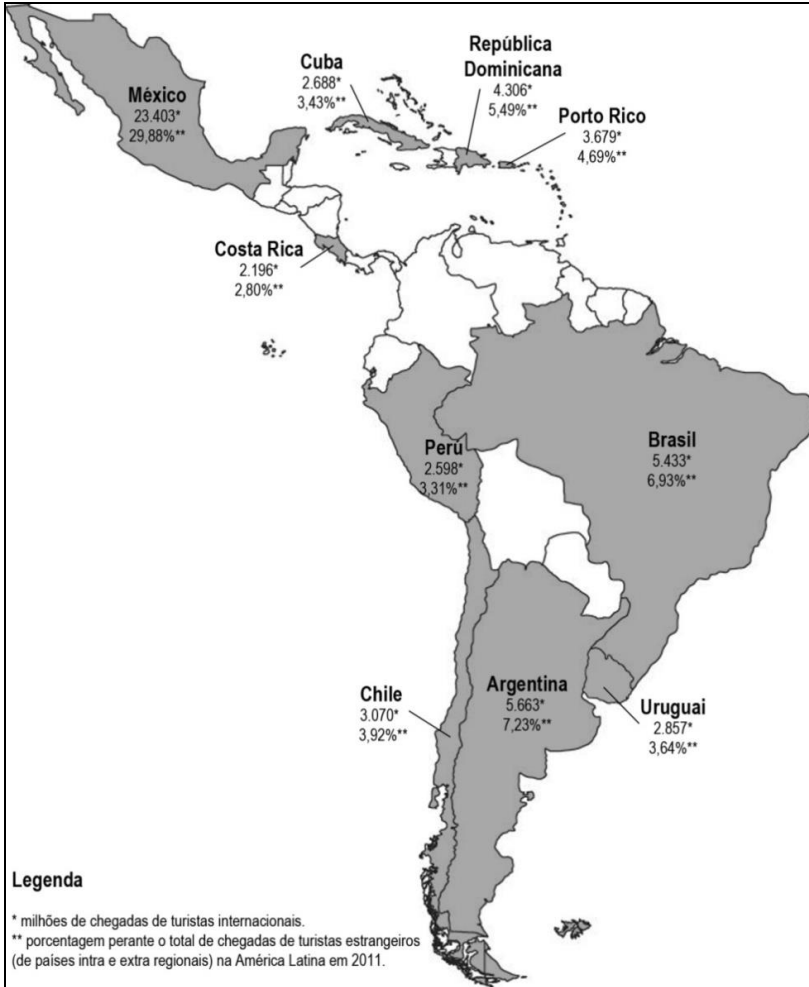 México
23.403*
29,88%**
Cuba
2.688*
3,43%**
República
Dominicana
4.306*
5,49%**
Porto Rico
3.679*
4,69%**
Costa Rica
2.196*
2,80%**
Perú
2.598*
3,31%**
Brasil
5.433*
6,93%**
Chile
3.070*
3,92%**
Argentina
5.663*
7,23%**
Uruguai
2.857*
3,64%**
Legenda
* milhões de chegadas de turistas internacionais.
** porcentagem perante o total de chegadas de turistas estrangeiros
(de países intra e extra regionais) na América Latina em 2011.